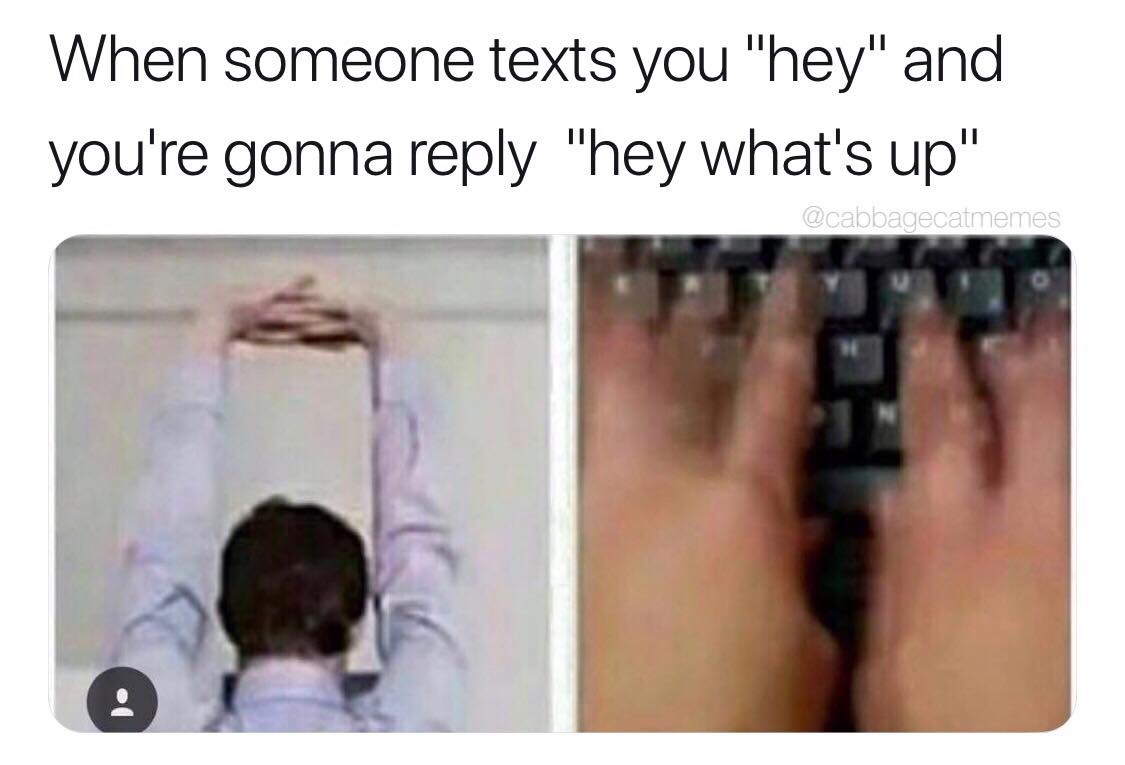 When someone texts you "hey" and
you're gonna reply "hey what's up"
@cabbagecatmemes
R T Y U I O
H
N